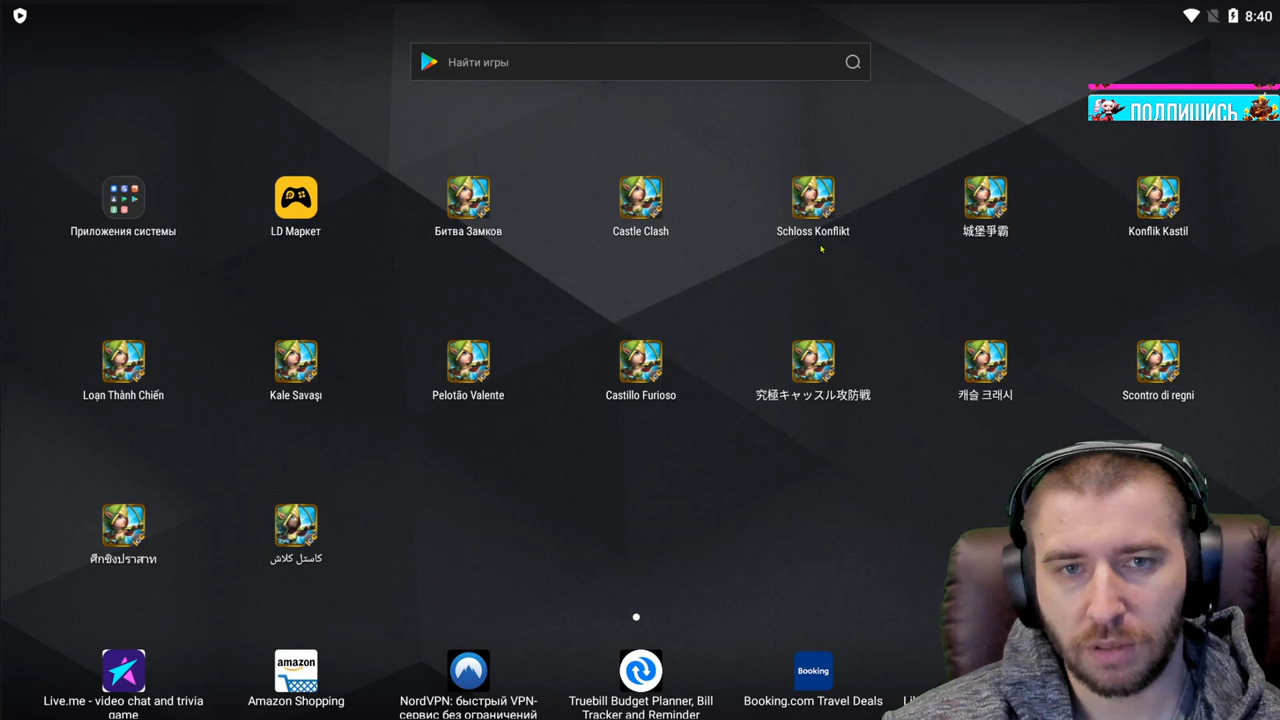 8:40
Найти игры
ПОДПИШИСЬ
Приложения системы
LD Маркет
Битва Замков
Castle Clash
Schloss Konflikt
城堡爭霸
Konflik Kastil
Loạn Thành Chiến
Kale Savaşı
Pelotão Valente
Castillo Furioso
究極キャッスル攻防戦
캐슬 크래시
Scontro di regni
ศึกชิงปราสาท
كاستل كلاش
amazon
Booking
Live.me - video chat and trivia
game
Amazon Shopping
NordVPN: быстрый VPN-
сервис без ограничений
Truebill Budget Planner, Bill
Tracker and Reminder
Booking.com Travel Deals